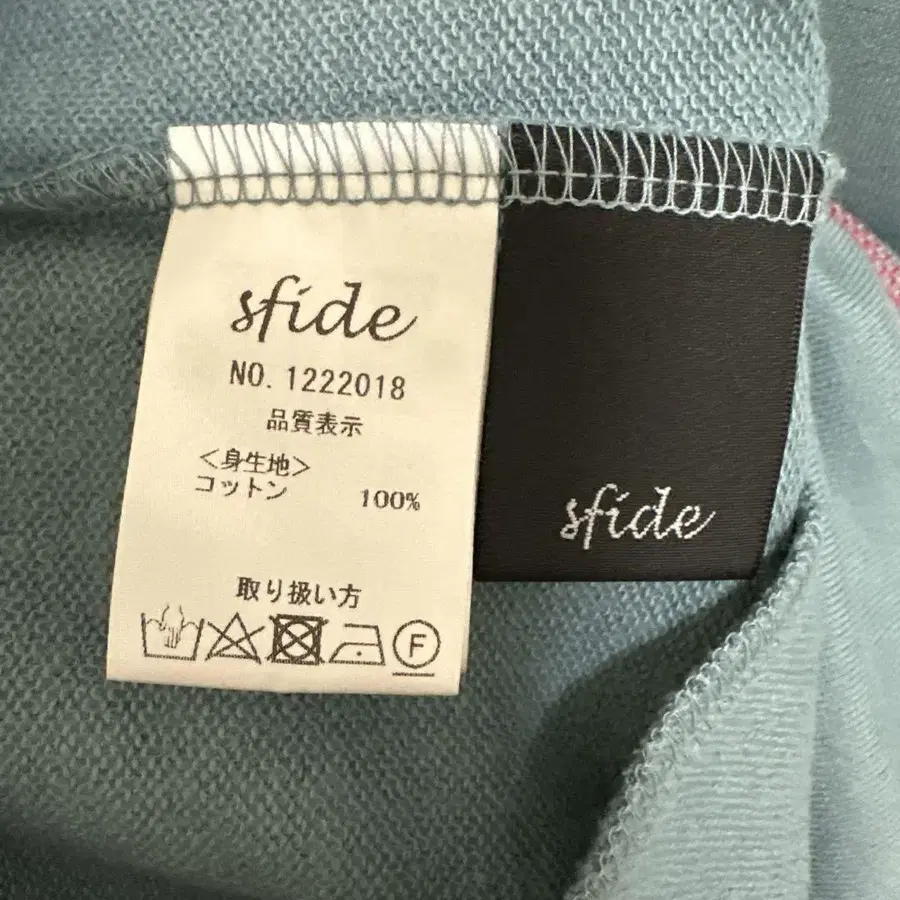 sfide
NO. 1222018
品質表示
<身生地>
コットン 100%
取り扱い方
F
sfide